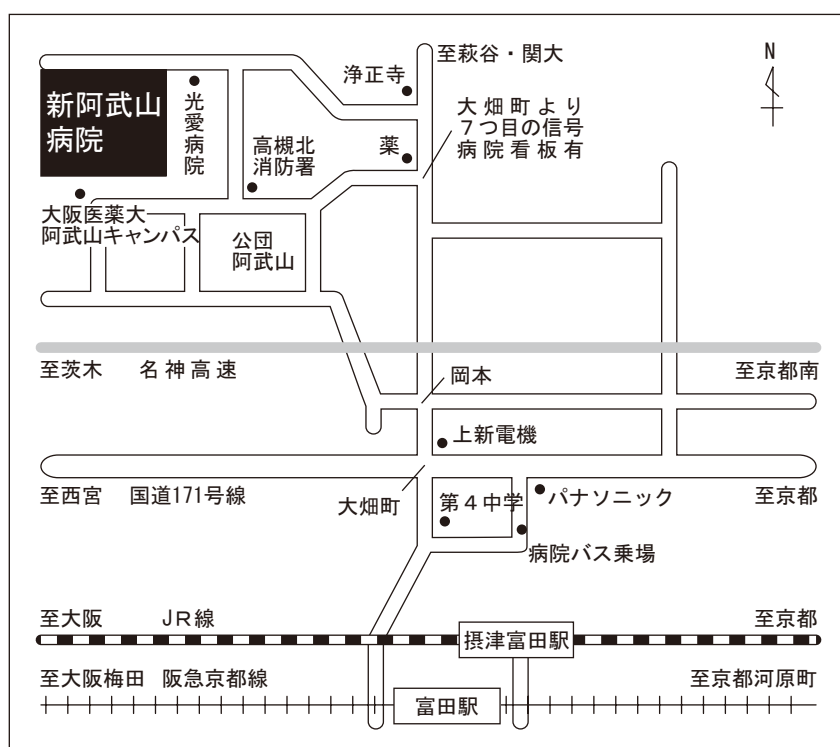 至萩谷・関大
N
浄正寺
新阿武山
病院
光愛病院
大畑町より
７つ目の信号
病院看板有
高槻北
消防署
薬
大阪医薬大
阿武山キャンパス
公団
阿武山
至茨木
名神高速
岡本
至京都南
上新電機
至西宮
国道171号線
大畑町
第４中学
パナソニック
至京都
病院バス乗場
至大阪
JR線
至京都
摂津富田駅
至大阪梅田
阪急京都線
至京都河原町
富田駅